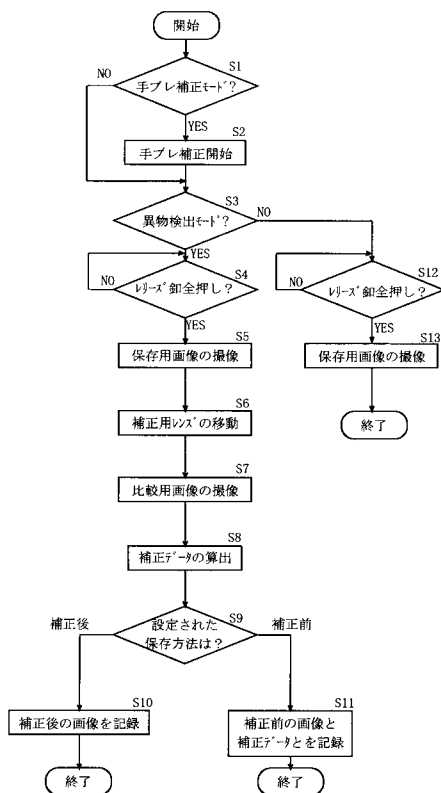 開始
S1
手ブレ補正ﾓｰﾄﾞ?
NO
YES
S2
手ブレ補正開始
S3
異物検出ﾓｰﾄﾞ?
NO
YES
S4
ﾚﾘｰｽﾞ釦全押し?
NO
YES
S12
ﾚﾘｰｽﾞ釦全押し?
NO
YES
S5
保存用画像の撮像
S13
保存用画像の撮像
終了
S6
補正用ﾚﾝｽﾞの移動
S7
比較用画像の撮像
S8
補正ﾃﾞｰﾀの算出
S9
設定された
保存方法は?
補正後
補正前
S10
補正後の画像を記録
S11
補正前の画像と
補正ﾃﾞｰﾀとを記録
終了
終了